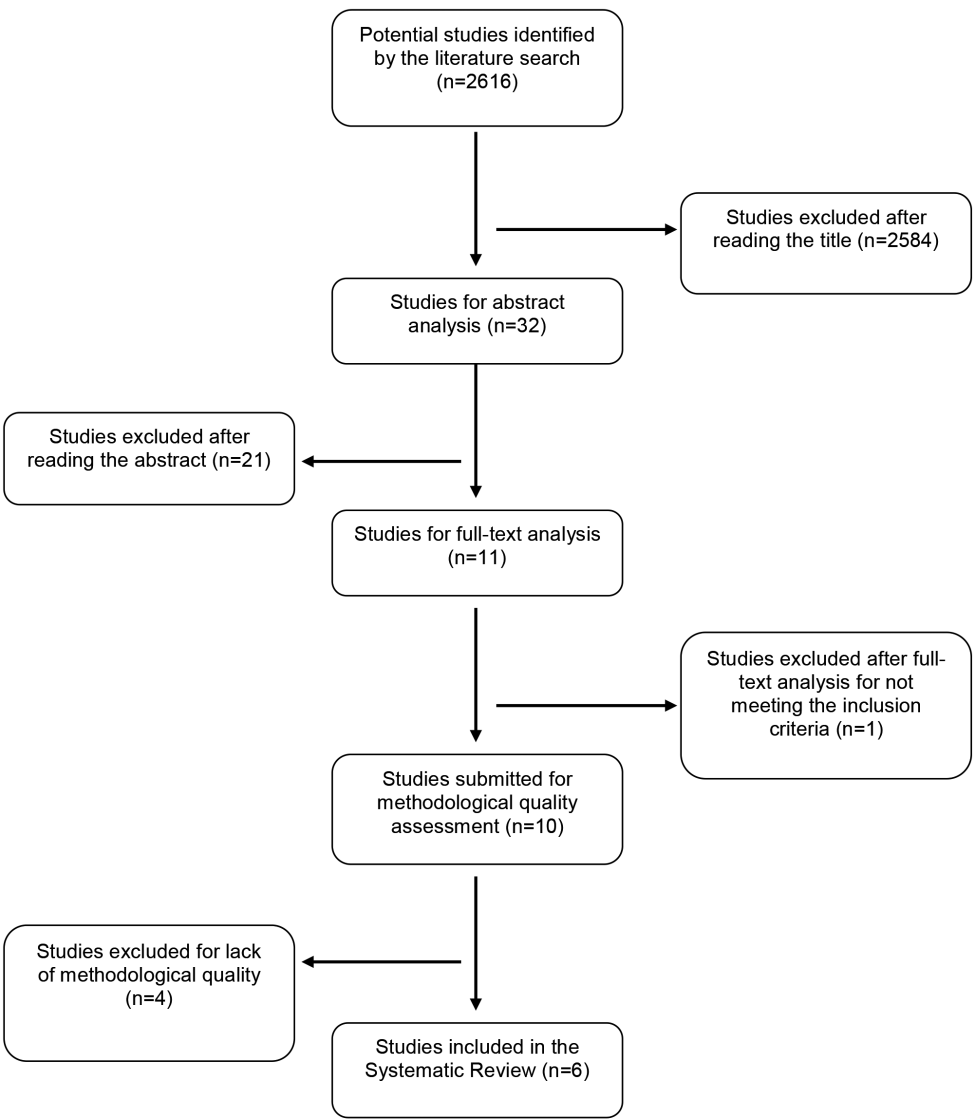 Potential studies identified
by the literature search
(n=2616)
Studies excluded after
reading the title (n=2584)
Studies for abstract
analysis (n=32)
Studies excluded after
reading the abstract (n=21)
Studies for full-text analysis
(n=11)
Studies excluded after full-
text analysis for not
meeting the inclusion
criteria (n=1)
Studies submitted for
methodological quality
assessment (n=10)
Studies excluded for lack
of methodological quality
(n=4)
Studies included in the
Systematic Review (n=6)